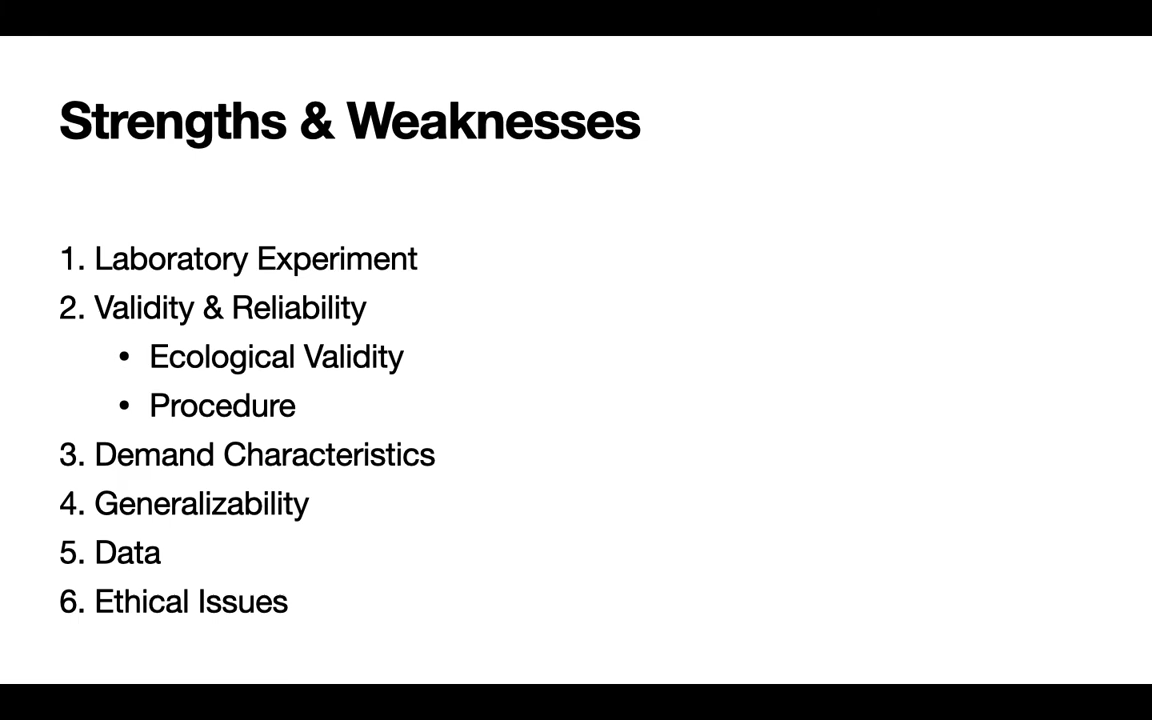 Strengths & Weaknesses
1. Laboratory Experiment
2. Validity & Reliability
• Ecological Validity
• Procedure
3. Demand Characteristics
4. Generalizability
5. Data
6. Ethical Issues